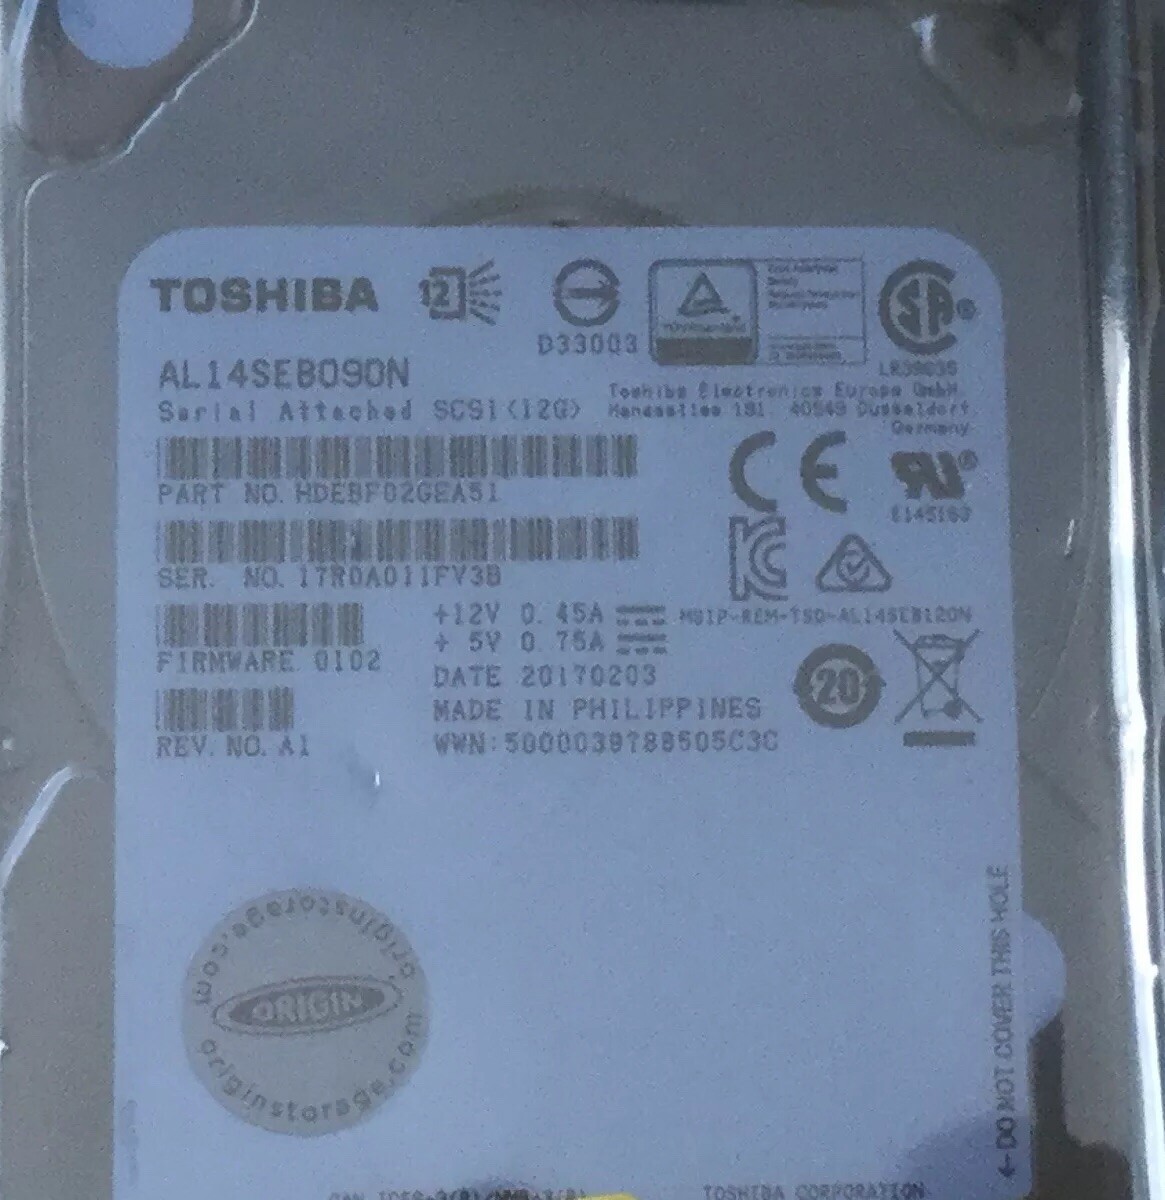 TOSHIBA 12
D33003
AL14SEB090N
Serial Attached SCSI(12G)
Toshiba Electronics Europe GmbH
Hansaallee 181, 40549 Dusseldorf
Germany
PART NO. HDEBF02GEA51
E145163
SER. NO. 17R0A011FV3B
+12V 0.45A
MSIP-REM-TSD-AL14SEB120N
+ 5V 0.75A
FIRMWARE 0102
DATE 20170203
20
MADE IN PHILIPPINES
REV. NO. A1
WWN:5000039788505C3C
originstorage.com
ORIGIN
originstorage.com
←DO NOT COVER THIS HOLE
TOSHIBA CORPORATION